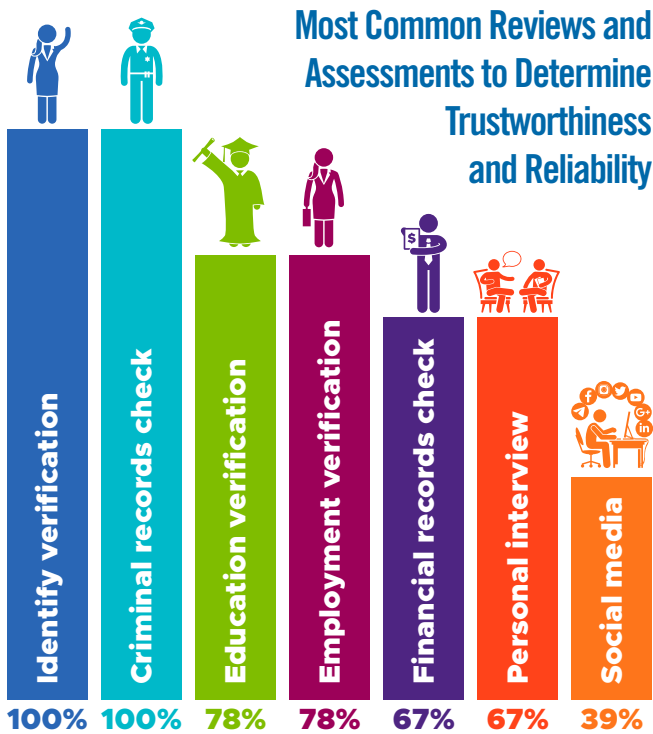 Most Common Reviews and
Assessments to Determine
Trustworthiness
and Reliability
$
G+
in
Identify verification
Criminal records check
Education verification
Employment verification
Financial records check
Personal interview
Social media
100% 100% 78% 78% 67% 67% 39%